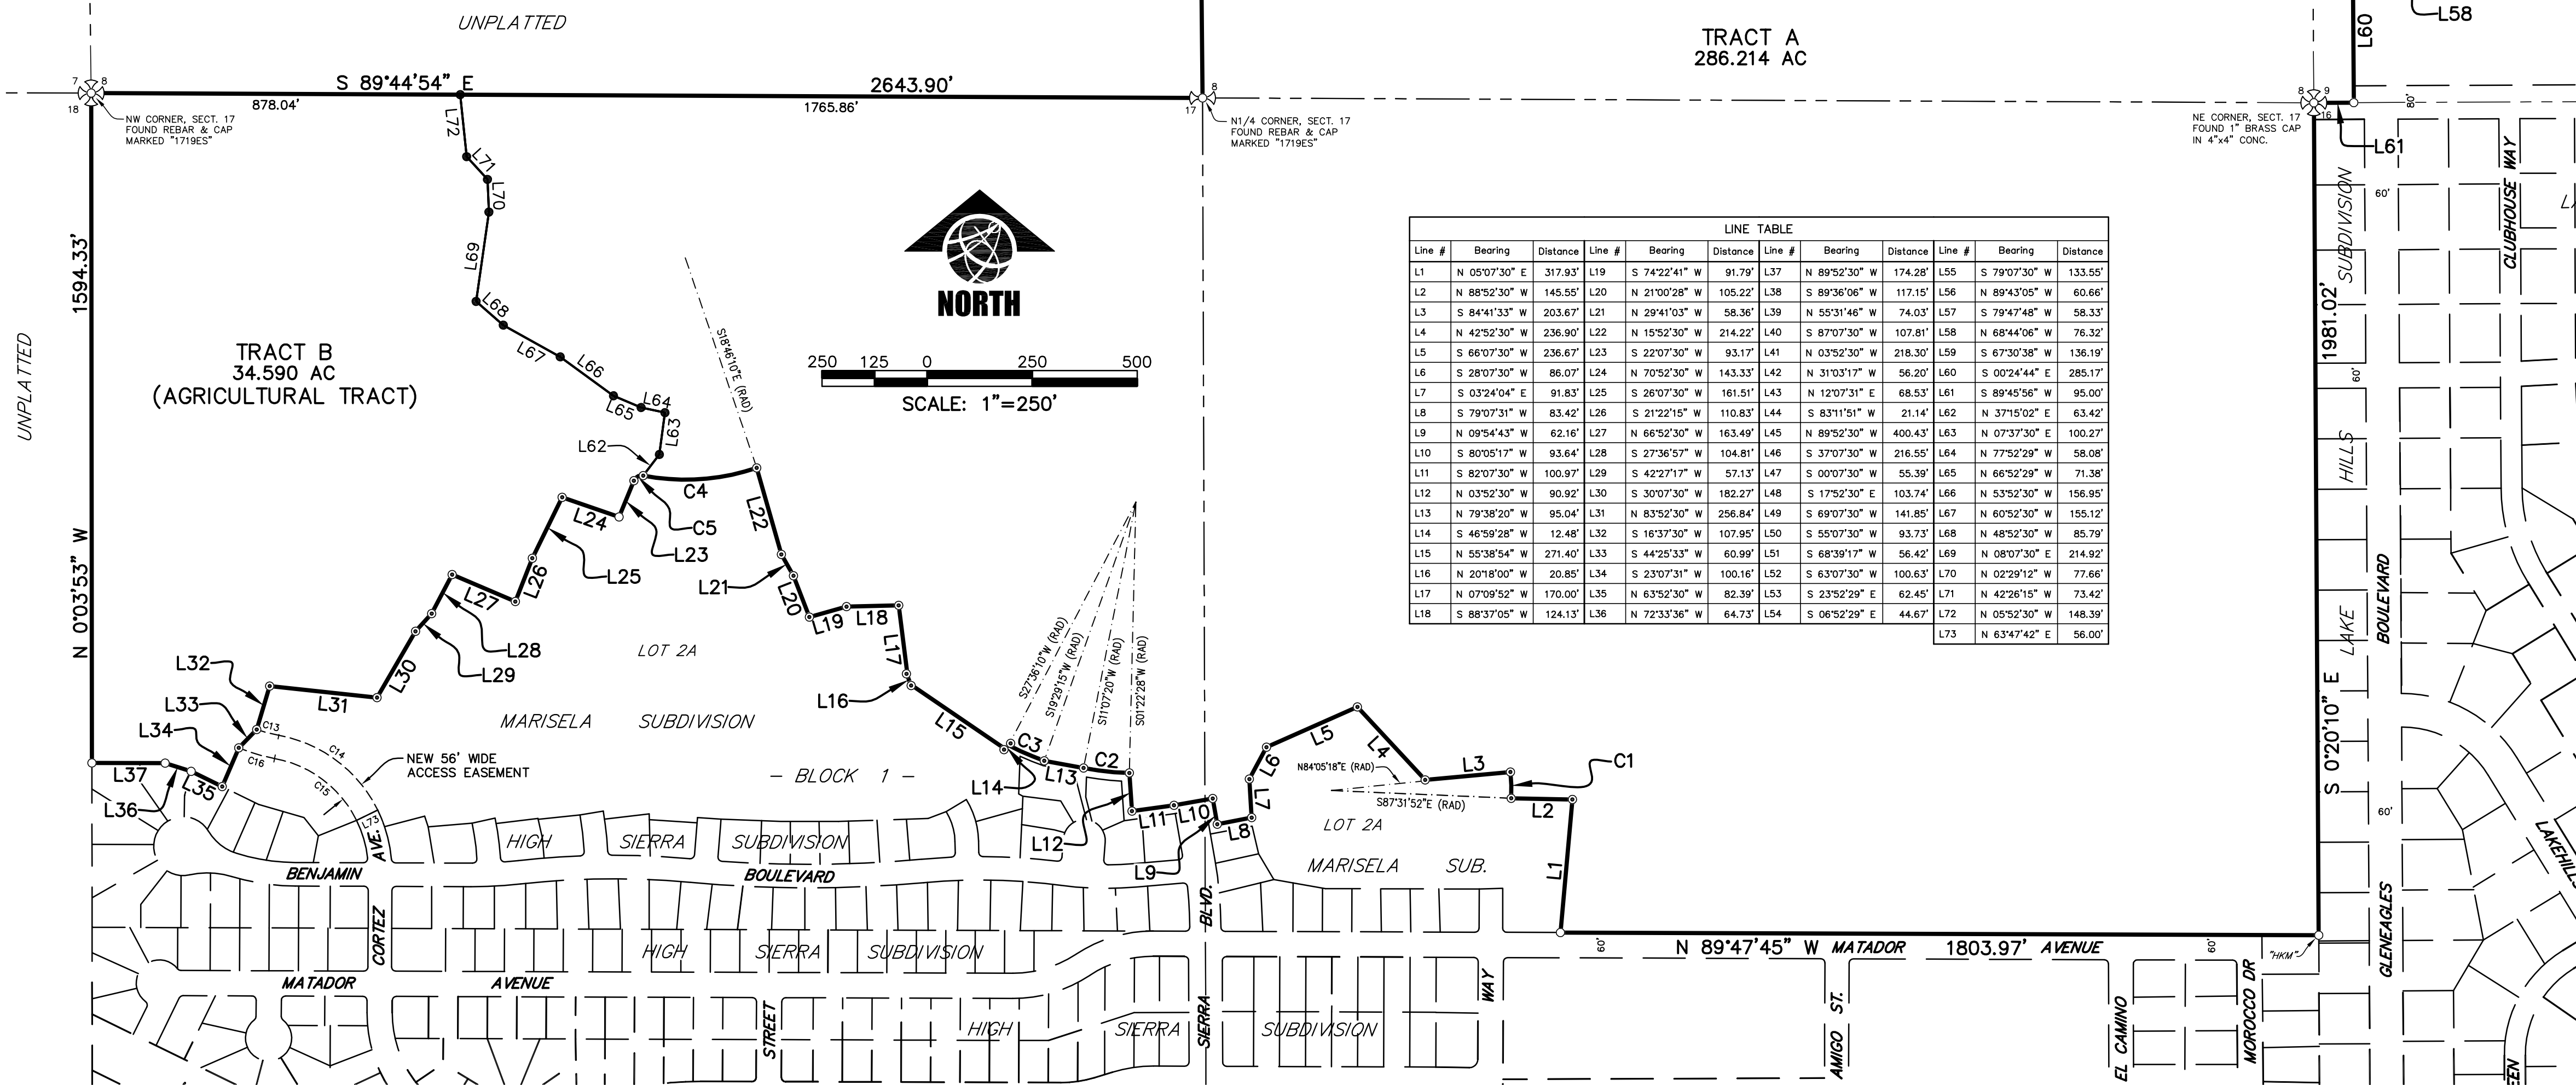 UNPLATTED
TRACT A
286.214 AC
L58
L60
7 8
18
S 89°44'54" E
2643.90'
878.04'
1765.86'
8
17
8 9
16
80'
NW CORNER, SECT. 17
FOUND REBAR & CAP
MARKED "1719ES"
N1/4 CORNER, SECT. 17
FOUND REBAR & CAP
MARKED "1719ES"
NE CORNER, SECT. 17
FOUND 1" BRASS CAP
IN 4"x4" CONC.
L61
L72
L71
L70
L69
L68
L67
L66
L65
L64
L63
L62
1594.33'
N 0°03'53" W
UNPLATTED
TRACT B
34.590 AC
(AGRICULTURAL TRACT)
NORTH
250 125 0 250 500
SCALE: 1"=250'
S18°46'10"E (RAD)
LINE TABLE
Line # Bearing Distance Line # Bearing Distance Line # Bearing Distance Line # Bearing Distance
L1 N 05°07'30" E 317.93' L19 S 74°22'41" W 91.79' L37 N 89°52'30" W 174.28' L55 S 79°07'30" W 133.55'
L2 N 88°52'30" W 145.55' L20 N 21°00'28" W 105.22' L38 S 89°36'06" W 117.15' L56 N 89°43'05" W 60.66'
L3 S 84°41'33" W 203.67' L21 N 29°41'03" W 58.36' L39 N 55°31'46" W 74.03' L57 S 79°47'48" W 58.33'
L4 N 42°52'30" W 236.90' L22 N 15°52'30" W 214.22' L40 S 87°07'30" W 107.81' L58 N 68°44'06" W 76.32'
L5 S 66°07'30" W 236.67' L23 S 22°07'30" W 93.17' L41 N 03°52'30" W 218.30' L59 S 67°30'38" W 136.19'
L6 S 28°07'30" W 86.07' L24 N 70°52'30" W 143.33' L42 N 31°03'17" W 56.20' L60 S 00°24'44" E 285.17'
L7 S 03°24'04" E 91.83' L25 S 26°07'30" W 161.51' L43 N 12°07'31" E 68.53' L61 S 89°45'56" W 95.00'
L8 S 79°07'31" W 83.42' L26 S 21°22'15" W 110.83' L44 S 83°11'51" W 21.14' L62 N 37°15'02" E 63.42'
L9 N 09°54'43" W 62.16' L27 N 66°52'30" W 163.49' L45 N 89°52'30" W 400.43' L63 N 07°37'30" E 100.27'
L10 S 80°05'17" W 93.64' L28 S 27°36'57" W 104.81' L46 S 37°07'30" W 216.55' L64 N 77°52'29" W 58.08'
L11 S 82°07'30" W 100.97' L29 S 42°27'17" W 57.13' L47 S 00°07'30" W 55.39' L65 N 66°52'29" W 71.38'
L12 N 03°52'30" W 90.92' L30 S 30°07'30" W 182.27' L48 S 17°52'30" E 103.74' L66 N 53°52'30" W 156.95'
L13 N 79°38'20" W 95.04' L31 N 83°52'30" W 256.84' L49 S 69°07'30" W 141.85' L67 N 60°52'30" W 155.12'
L14 S 46°59'28" W 12.48' L32 S 16°37'30" W 107.95' L50 S 55°07'30" W 93.73' L68 N 48°52'30" W 85.79'
L15 N 55°38'54" W 271.40' L33 S 44°25'33" W 60.99' L51 S 68°39'17" W 56.42' L69 N 08°07'30" E 214.92'
L16 N 20°18'00" W 20.85' L34 S 23°07'31" W 100.16' L52 S 63°07'30" W 100.63' L70 N 02°29'12" W 77.66'
L17 N 07°09'52" W 170.00' L35 N 63°52'30" W 82.39' L53 S 23°52'29" E 62.45' L71 N 42°26'15" W 73.42'
L18 S 88°37'05" W 124.13' L36 N 72°33'36" W 64.73' L54 S 06°52'29" E 44.67' L72 N 05°52'30" W 148.39'
L73 N 63°47'42" E 56.00'
C4
C5
L22
L24
L23
L25
L26
L21
L20
L27
L28
L19
L18
L29
L30
L17
L16
LOT 2A
MARISELA SUBDIVISION
L32
L33
L31
L34
L37
L36
L35
C13
C14
C16
C15
L73
NEW 56' WIDE
ACCESS EASEMENT
L15
— BLOCK 1 —
L14
C3
L13
C2
L12
L11
L10
L9
L8
L7
L6
L5
L4
L3
C1
L2
L1
S27°36'10"W (RAD)
S19°29'15"W (RAD)
S11°07'20"W (RAD)
S01°22'28"W (RAD)
N84°05'18"E (RAD)
S87°31'52"E (RAD)
LOT 2A
MARISELA SUB.
1981.02'
S 0°20'10" E
SUBDIVISION
HILLS
LAKE
60'
60'
60'
CLUBHOUSE WAY
BOULEVARD
GLENEAGLES
HIGH SIERRA SUBDIVISION
BENJAMIN BOULEVARD
AVE.
CORTEZ
HIGH SIERRA SUBDIVISION
MATADOR AVENUE
STREET
HIGH SIERRA SUBDIVISION
BLVD.
SIERRA
WAY
60'
N 89°47'45" W MATADOR 1803.97' AVENUE
60'
"HKM"
AMIGO ST.
EL CAMINO
MOROCCO DR